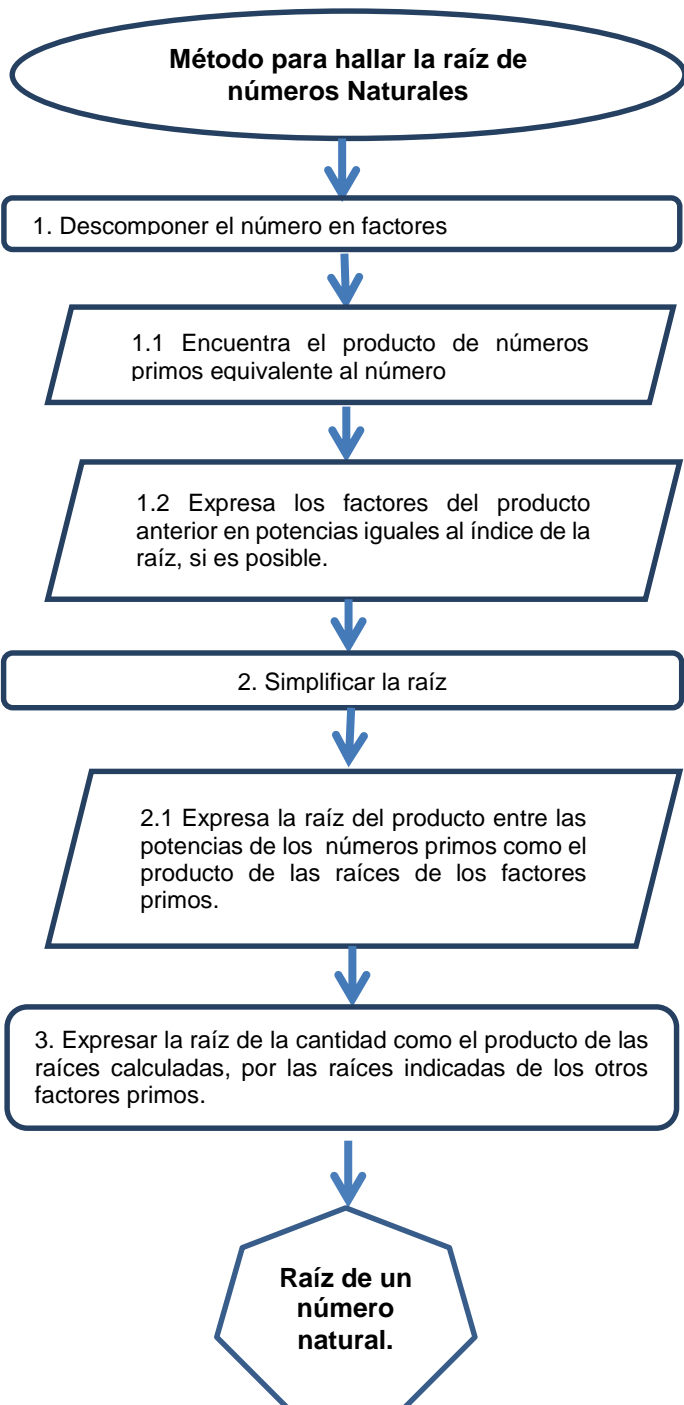 Método para hallar la raíz de
números Naturales
1. Descomponer el número en factores
1.1 Encuentra el producto de números
primos equivalente al número
1.2 Expresa los factores del producto
anterior en potencias iguales al índice de la
raíz, si es posible.
2. Simplificar la raíz
2.1 Expresa la raíz del producto entre las
potencias de los números primos como el
producto de las raíces de los factores
primos.
3. Expresar la raíz de la cantidad como el producto de las
raíces calculadas, por las raíces indicadas de los otros
factores primos.
Raíz de un
número
natural.